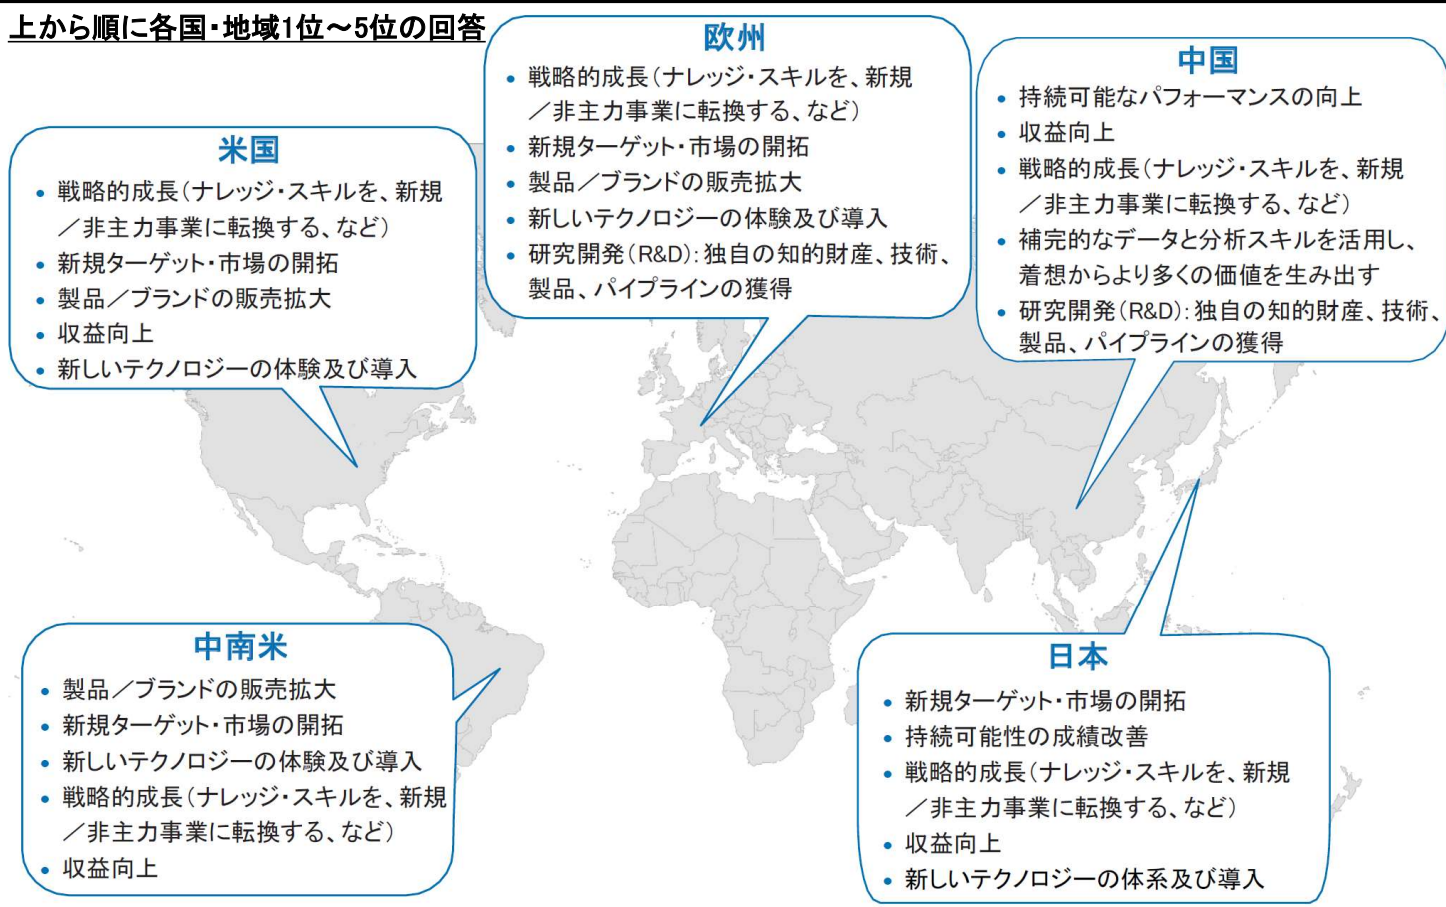 上から順に各国・地域1位～5位の回答
欧州
• 戦略的成長（ナレッジ・スキルを、新規
／非主力事業に転換する、など）
• 新規ターゲット・市場の開拓
• 製品／ブランドの販売拡大
• 新しいテクノロジーの体験及び導入
• 研究開発（R&D）：独自の知的財産、技術、
製品、パイプラインの獲得
中国
• 持続可能なパフォーマンスの向上
• 収益向上
• 戦略的成長（ナレッジ・スキルを、新規
／非主力事業に転換する、など）
• 補完的なデータと分析スキルを活用し、
着想からより多くの価値を生み出す
• 研究開発（R&D）：独自の知的財産、技術、
製品、パイプラインの獲得
米国
• 戦略的成長（ナレッジ・スキルを、新規
／非主力事業に転換する、など）
• 新規ターゲット・市場の開拓
• 製品／ブランドの販売拡大
• 収益向上
• 新しいテクノロジーの体験及び導入
中南米
• 製品／ブランドの販売拡大
• 新規ターゲット・市場の開拓
• 新しいテクノロジーの体験及び導入
• 戦略的成長（ナレッジ・スキルを、新規
／非主力事業に転換する、など）
• 収益向上
日本
• 新規ターゲット・市場の開拓
• 持続可能性の成績改善
• 戦略的成長（ナレッジ・スキルを、新規
／非主力事業に転換する、など）
• 収益向上
• 新しいテクノロジーの体系及び導入